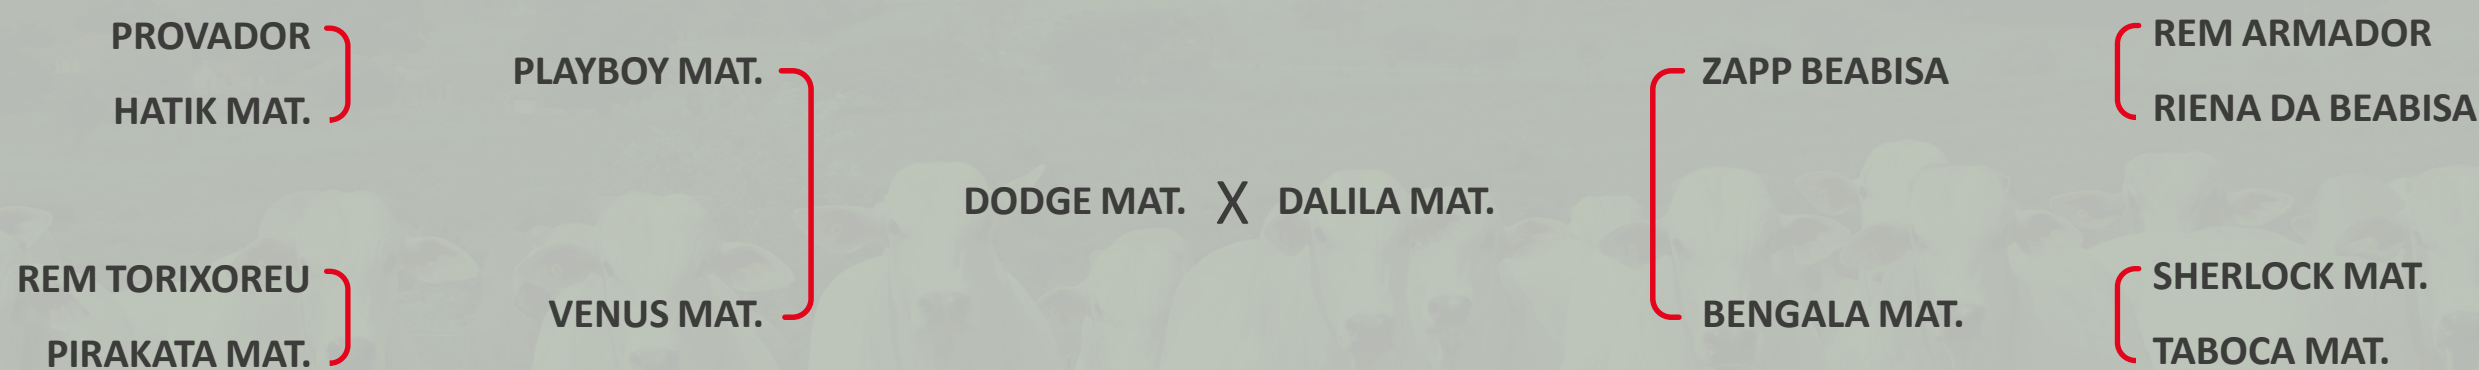 PROVADOR
HATIK MAT.
PLAYBOY MAT.
REM TORIXOREU
PIRAKATA MAT.
VENUS MAT.
DODGE MAT. X DALILA MAT.
ZAPP BEABISA
REM ARMADOR
RIENA DA BEABISA
BENGALA MAT.
SHERLOCK MAT.
TABOCA MAT.